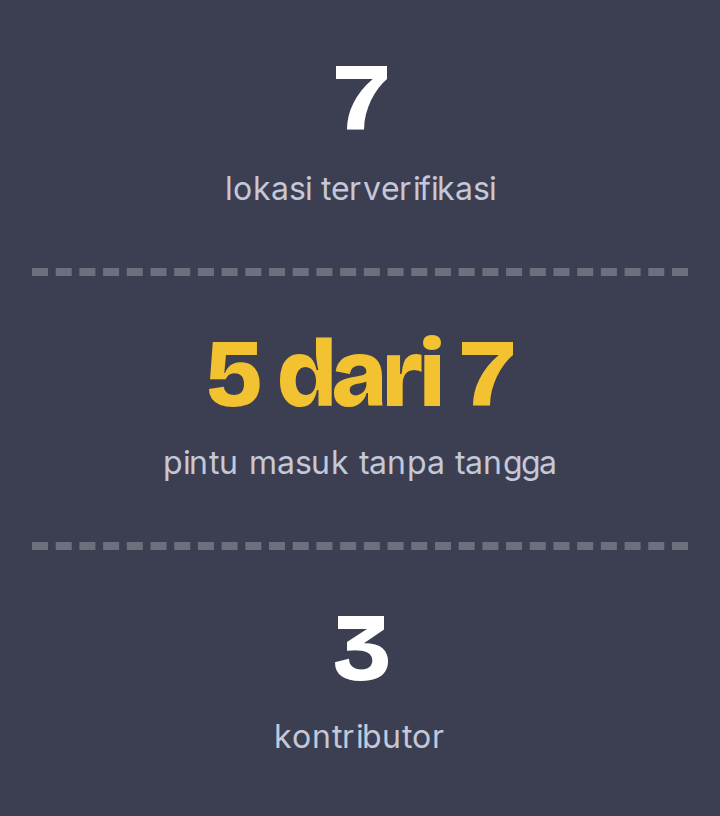 7
lokasi terverifikasi
5 dari 7
pintu masuk tanpa tangga
3
kontributor